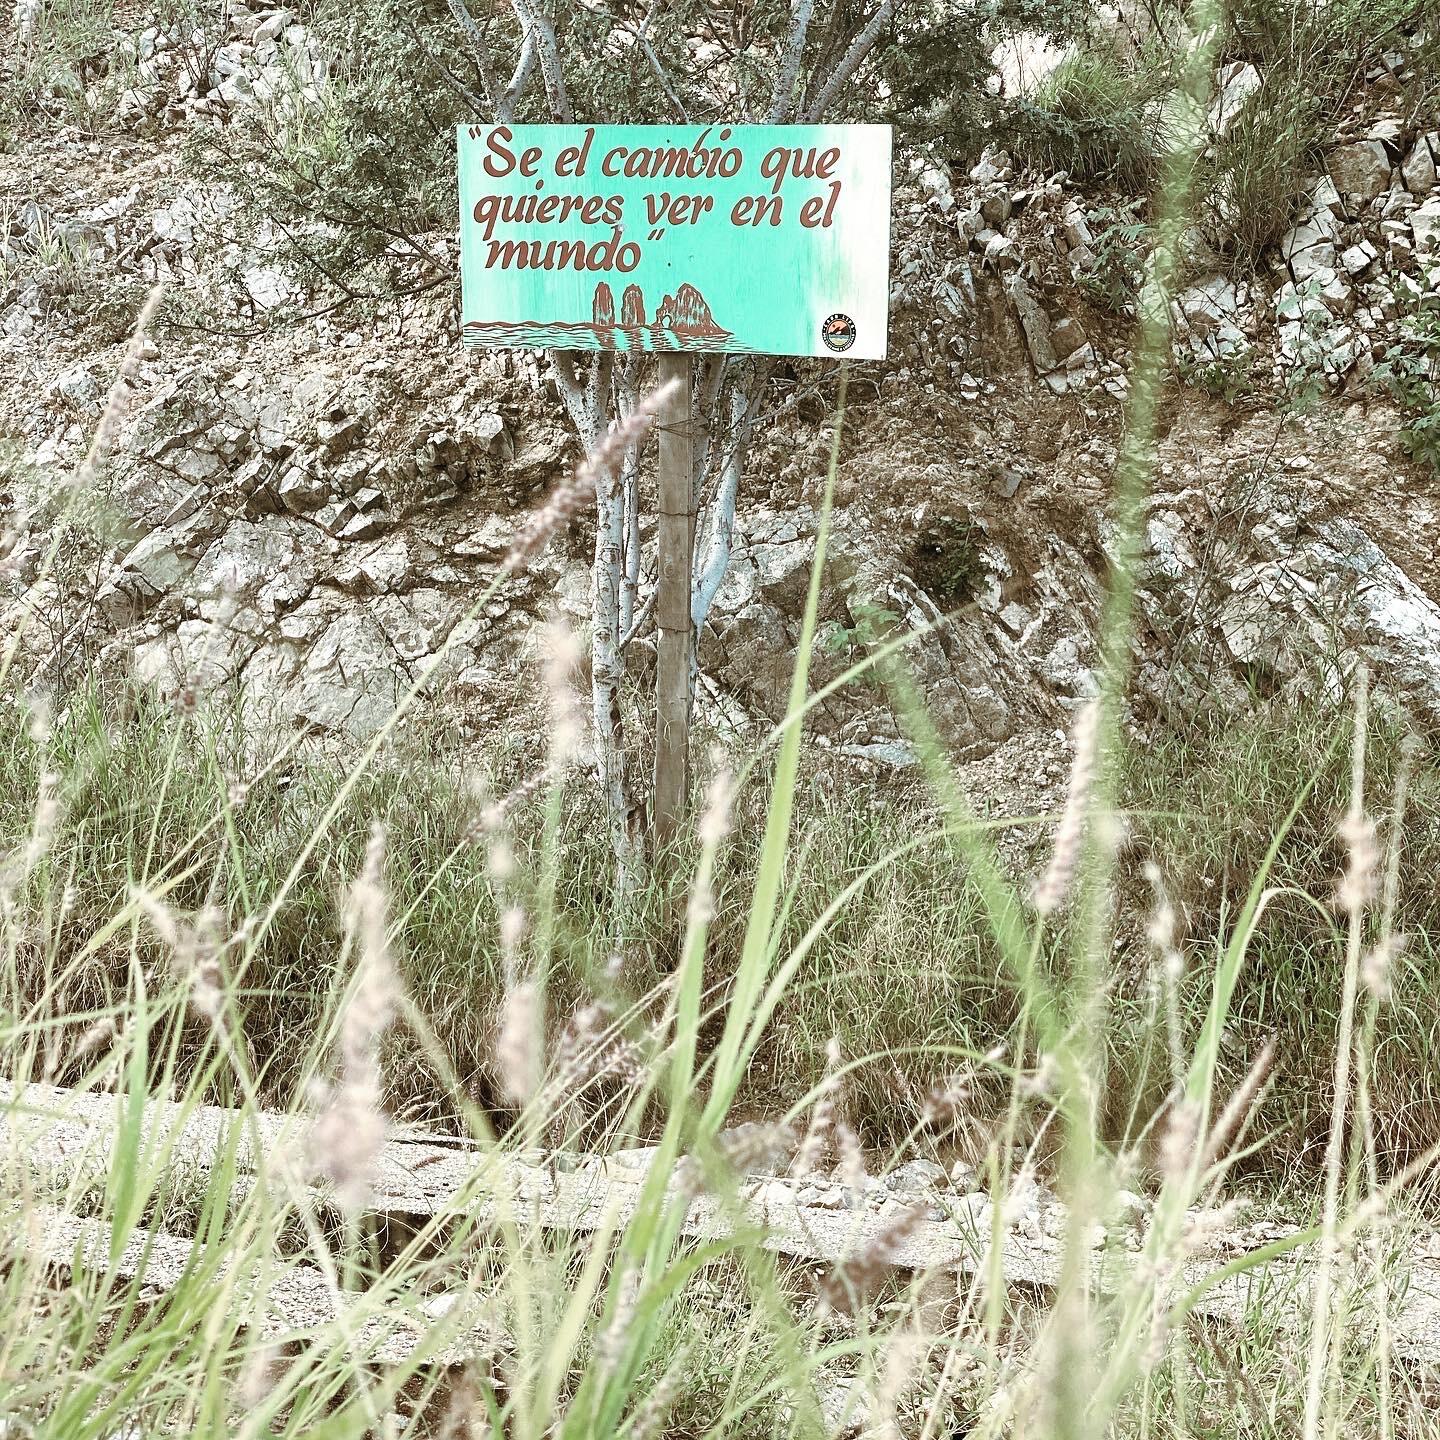 "Se el cambio que
quieres ver en el
mundo"